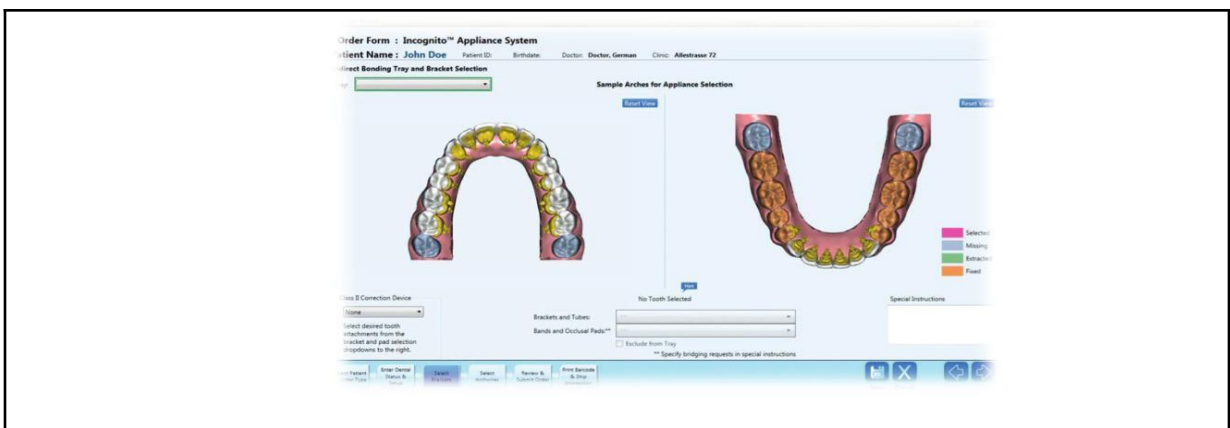 Order Form : Incognito™ Appliance System
Patient Name : John Doe Patient ID: Birthdate: Doctor: Doctor, German Clinic: Allestrasse 72
Indirect Bonding Tray and Bracket Selection
Sample Arches for Appliance Selection
Reset View
Reset View
Selected
Missing
Extracted
Fixed
Class II Correction Device
None
Select desired tooth
attachments from the
bracket and pad selection
dropdowns to the right.
No Tooth Selected
Brackets and Tubes:
Bands and Occlusal Pads:**
Exclude from Tray
** Specify bridging requests in special instructions
Special Instructions
Patient
Type
Enter Dental
Status &
Select
Select
Archwires
Review &
Submit Order
Print Barcode
& Ship